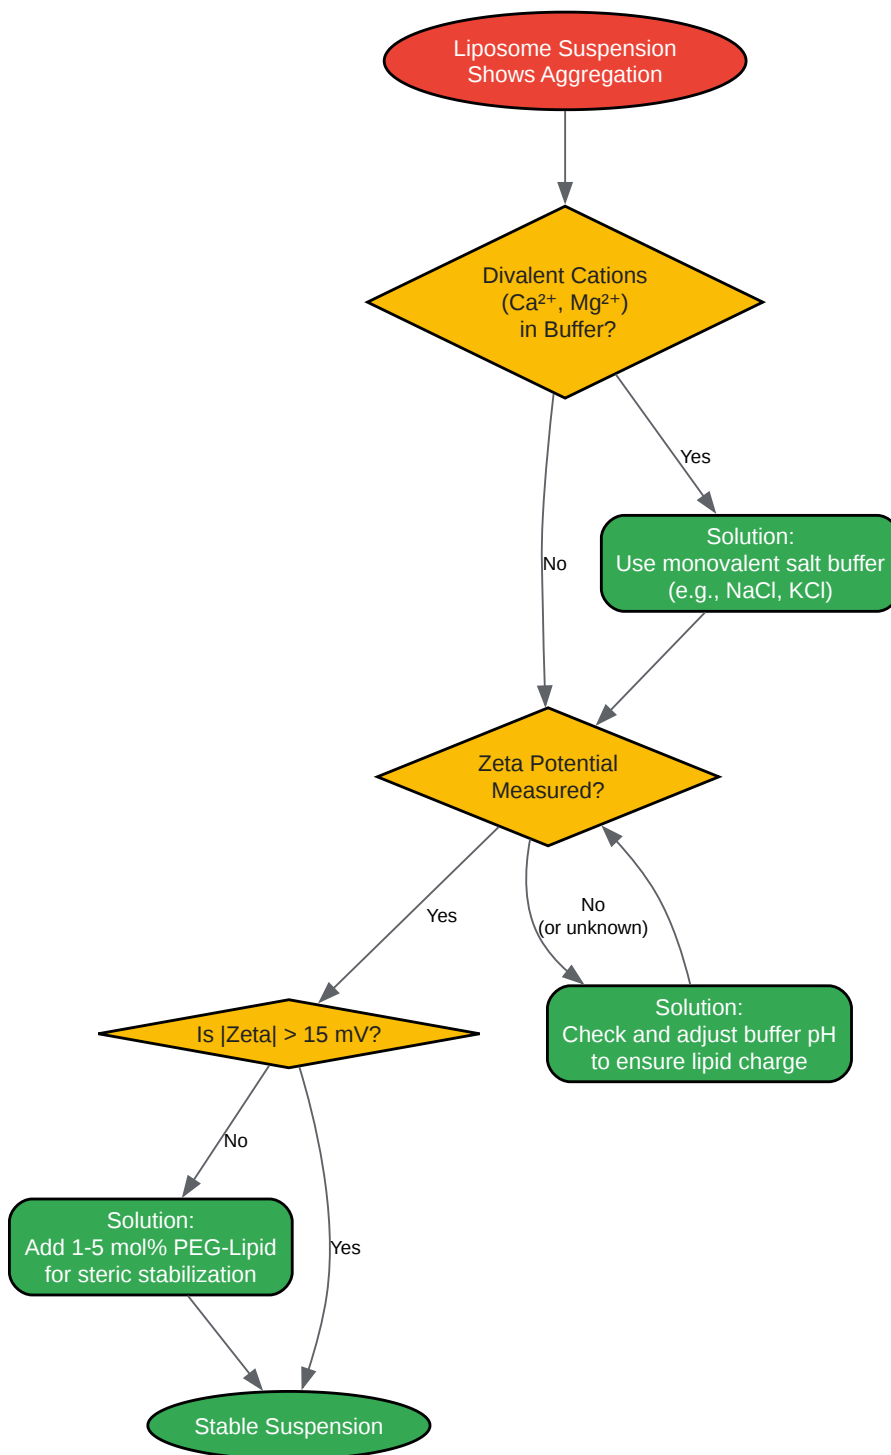 Liposome Suspension
Shows Aggregation
Divalent Cations
(Ca²⁺, Mg²⁺)
in Buffer?
Yes
No
Solution:
Use monovalent salt buffer
(e.g., NaCl, KCl)
Zeta Potential
Measured?
Yes
No
(or unknown)
Is |Zeta| > 15 mV?
Solution:
Check and adjust buffer pH
to ensure lipid charge
No
Yes
Solution:
Add 1-5 mol% PEG-Lipid
for steric stabilization
Stable Suspension